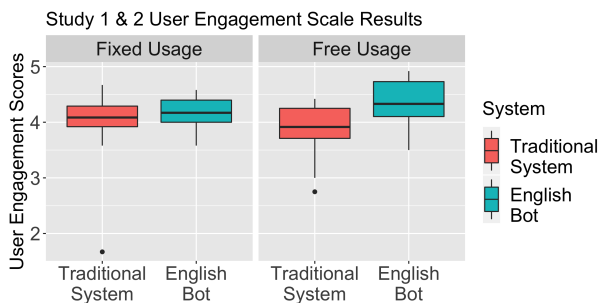 Study 1 & 2 User Engagement Scale Results
Fixed Usage
Free Usage
User Engagement Scores
5
4
3
2
Traditional
System
English
Bot
Traditional
System
English
Bot
System
Traditional
System
English
Bot